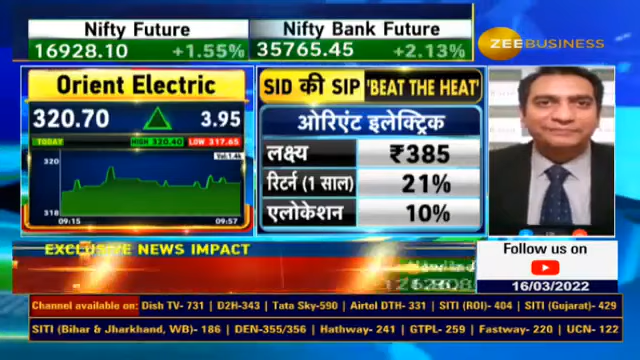 Nifty Future
16928.10 +1.55%
Nifty Bank Future
35765.45 +2.13%
ZEEBUSINESS
Orient Electric
320.70 3.95
TODAY HIGH 320.40 LOW 317.65
Vol:1.4k
320
318
09:15 09:57
SID की SIP 'BEAT THE HEAT'
ओरिएंट इलेक्ट्रिक
लक्ष्य ₹385
रिटर्न (1 साल) 21%
एलोकेशन 10%
EXCLUSIVE NEWS IMPACT
Follow us on
16/03/2022
Channel available on: Dish TV- 731 | D2H-343 | Tata Sky-590 | Airtel DTH- 331 | SITI (ROI)- 404 | SITI (Gujarat)- 429
SITI (Bihar & Jharkhand, WB)- 186 | DEN-355/356 | Hathway- 241 | GTPL- 259 | Fastway- 220 | UCN- 122